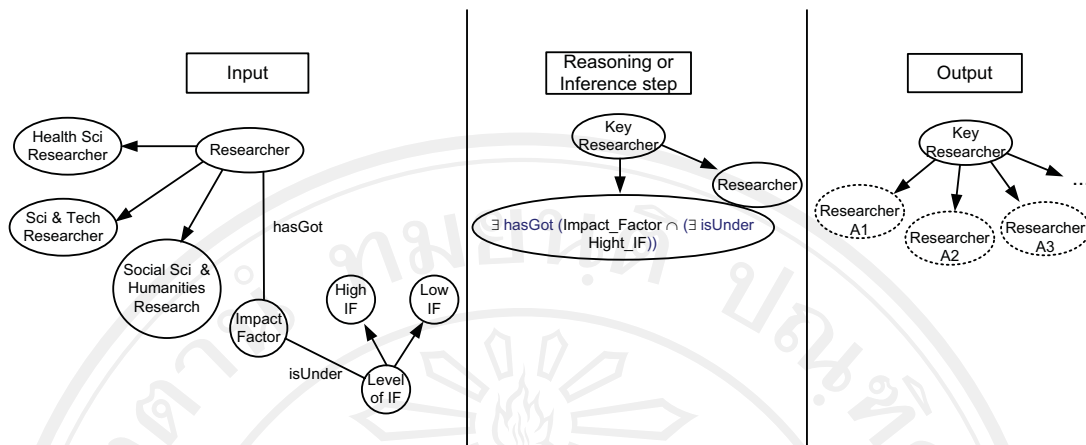 Input
Health Sci
Researcher
Researcher
Sci & Tech
Researcher
hasGot
Social Sci &
Humanities
Research
High
IF
Low
IF
Impact
Factor
isUnder
Level
of IF
Reasoning or
Inference step
Key
Researcher
Researcher
∃ hasGot (Impact_Factor ∩ (∃ isUnder
Hight_IF))
Output
Key
Researcher
...
Researcher
A1
Researcher
A2
Researcher
A3